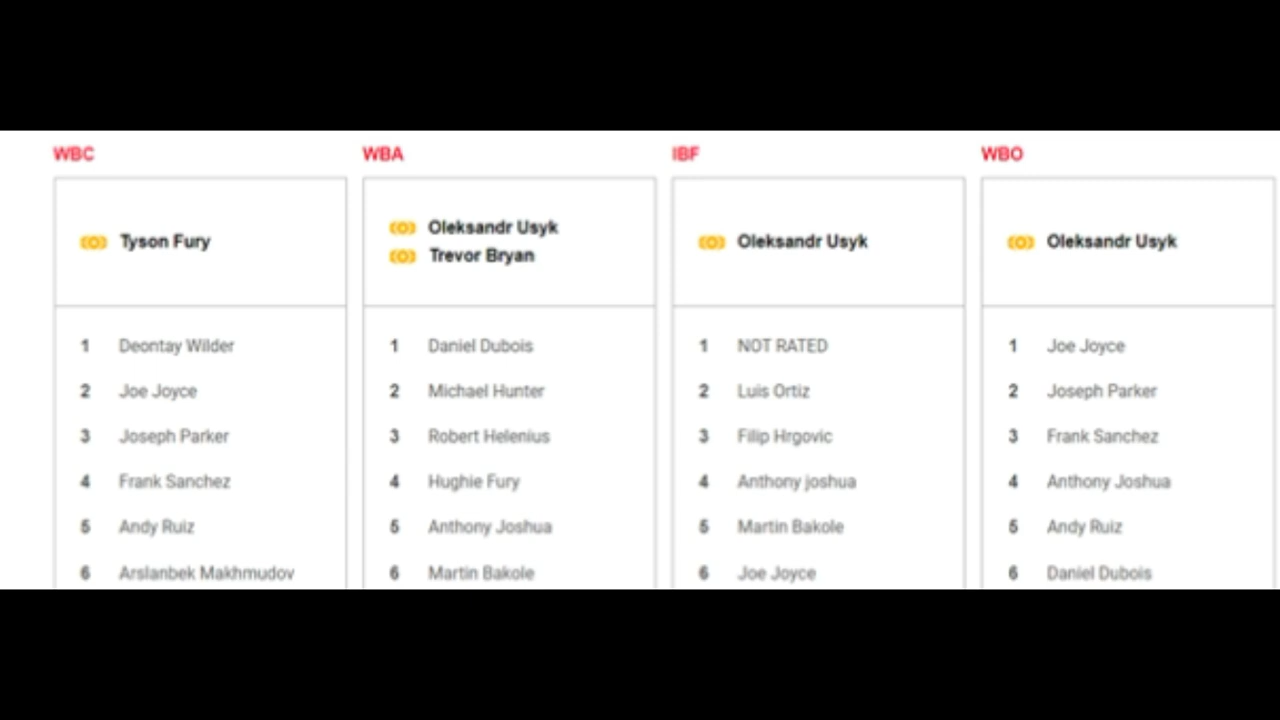 WBC
Tyson Fury
1 Deontay Wilder
2 Joe Joyce
3 Joseph Parker
4 Frank Sanchez
5 Andy Ruiz
6 Arslanbek Makhmudov
WBA
Oleksandr Usyk
Trevor Bryan
1 Daniel Dubois
2 Michael Hunter
3 Robert Helenius
4 Hughie Fury
5 Anthony Joshua
6 Martin Bakole
IBF
Oleksandr Usyk
1 NOT RATED
2 Luis Ortiz
3 Filip Hrgovic
4 Anthony joshua
5 Martin Bakole
6 Joe Joyce
WBO
Oleksandr Usyk
1 Joe Joyce
2 Joseph Parker
3 Frank Sanchez
4 Anthony Joshua
5 Andy Ruiz
6 Daniel Dubois